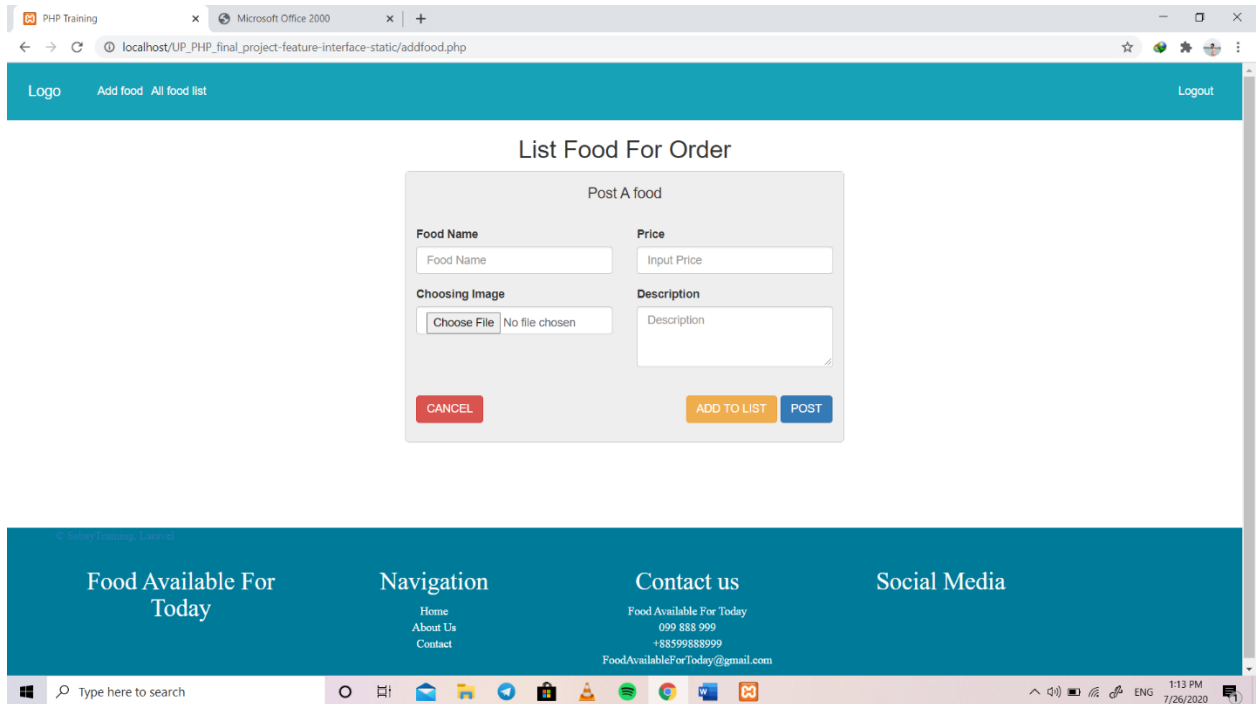 PHP Training
Microsoft Office 2000
localhost/UP_PHP_final_project-feature-interface-static/addfood.php
Logo Add food All food list Logout
List Food For Order
Post A food
Food Name Price
Food Name Input Price
Choosing Image Description
Choose File No file chosen Description
CANCEL ADD TO LIST POST
© SabayTraining. Laravel
Food Available For
Today
Navigation
Home
About Us
Contact
Contact us
Food Available For Today
099 888 999
+88599888999
FoodAvailableForToday@gmail.com
Social Media
Type here to search
ENG
1:13 PM
7/26/2020
1